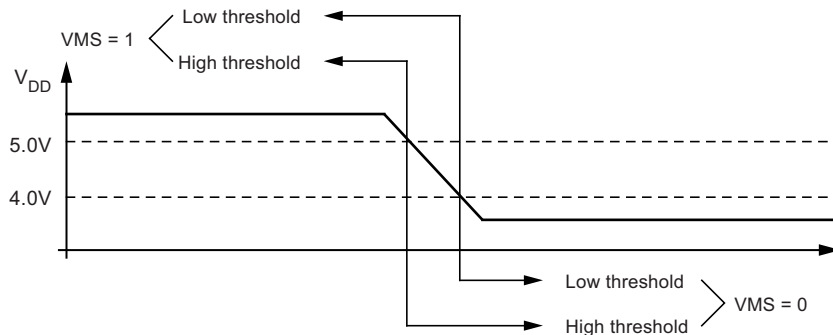 Low threshold
VMS = 1
High threshold
VDD
5.0V
4.0V
Low threshold
VMS = 0
High threshold